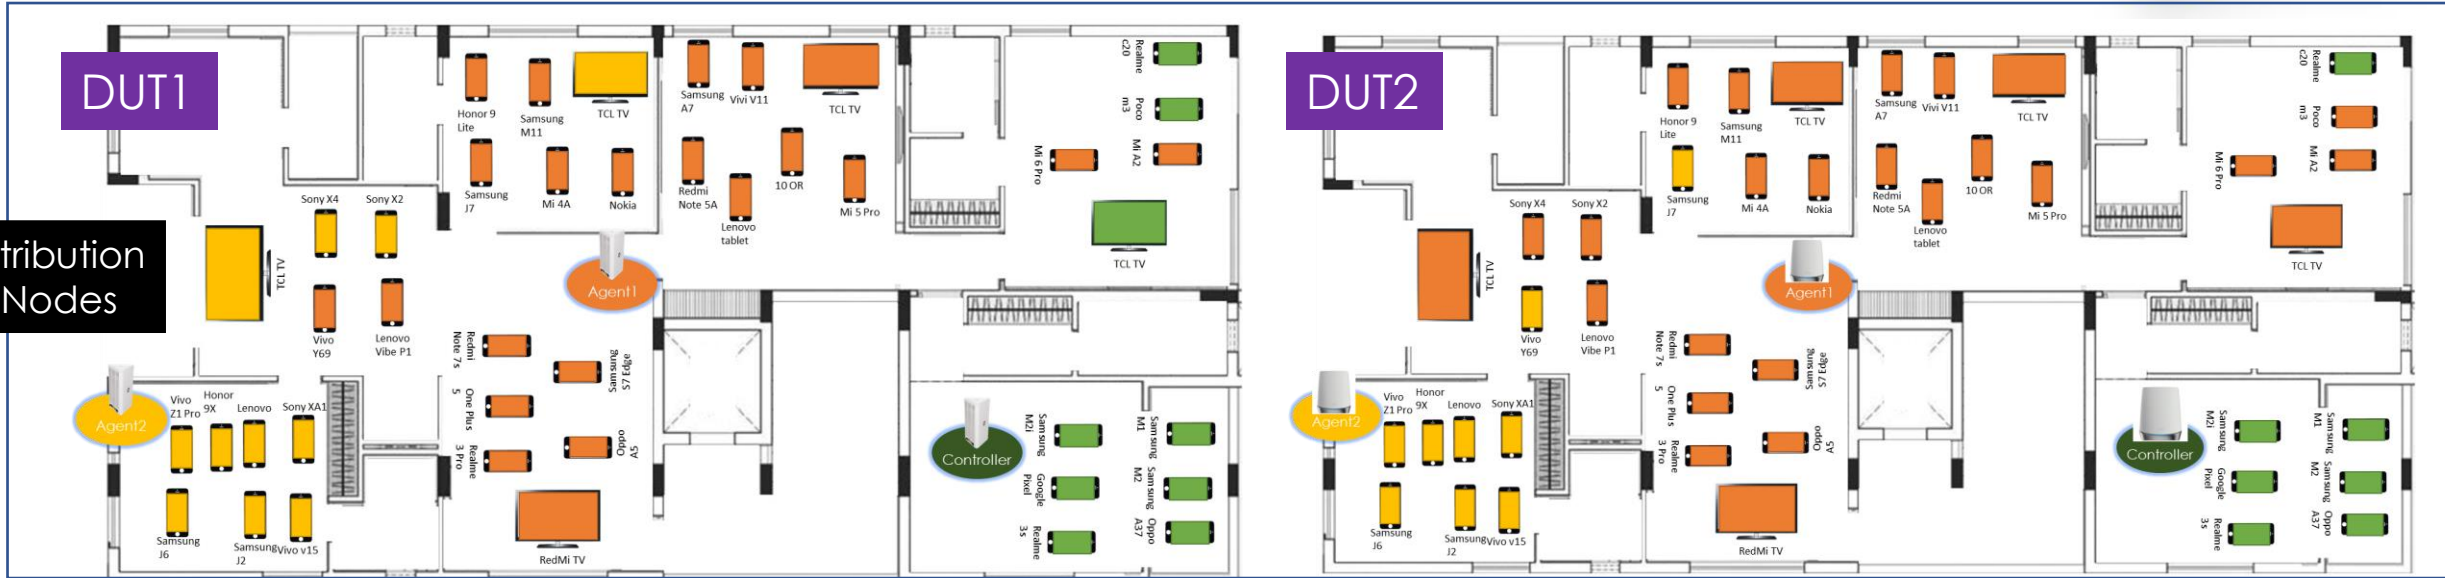 DUT1
tribution
Nodes
Honor 9
Lite
Samsung
M11
TCL TV
Samsung
J7
Mi 4A
Nokia
Samsung
A7
Vivi V11
TCL TV
Redmi
Note 5A
Lenovo
tablet
10 OR
Mi 5 Pro
Realme
c20
Poco
m3
Mi A2
Mi 6 Pro
TCL TV
Sony X4
Sony X2
TCL TV
Vivo
Y69
Lenovo
Vibe P1
Agent1
Redmi
Note 7s
Samsung
S7 Edge
One Plus
5
Oppo
A5
Realme
3 Pro
RedMi TV
Agent2
Vivo
Z1 Pro
Honor
9X
Lenovo
Sony XA1
Samsung
J6
Samsung
J2
Vivo v15
Controller
Samsung
M2i
Samsung
M1
Google
Pixel
Samsung
M2
Realme
3s
Oppo
A37
DUT2
Honor 9
Lite
Samsung
M11
TCL TV
Samsung
J7
Mi 4A
Nokia
Samsung
A7
Vivi V11
TCL TV
Redmi
Note 5A
Lenovo
tablet
10 OR
Mi 5 Pro
Realme
c20
Poco
m3
Mi A2
Mi 6 Pro
TCL TV
Sony X4
Sony X2
TCL TV
Vivo
Y69
Lenovo
Vibe P1
Agent1
Redmi
Note 7s
Samsung
S7 Edge
One Plus
5
Oppo
A5
Realme
3 Pro
RedMi TV
Agent2
Vivo
Z1 Pro
Honor
9X
Lenovo
Sony XA1
Samsung
J6
Samsung
J2
Vivo v15
Controller
Samsung
M2i
Samsung
M1
Google
Pixel
Samsung
M2
Realme
3s
Oppo
A37